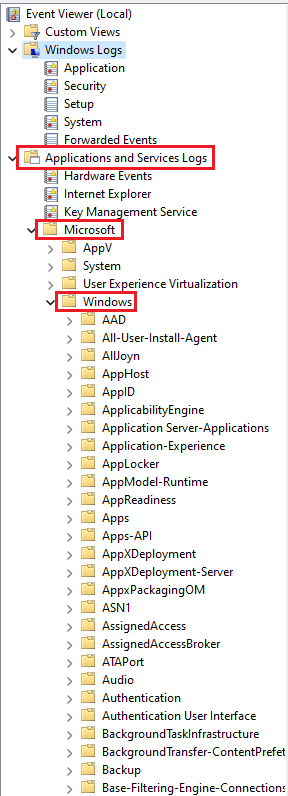 Event Viewer (Local)
Custom Views
Windows Logs
Application
Security
Setup
System
Forwarded Events
Applications and Services Logs
Hardware Events
Internet Explorer
Key Management Service
Microsoft
AppV
System
User Experience Virtualization
Windows
AAD
All-User-Install-Agent
AllJoyn
AppHost
AppID
ApplicabilityEngine
Application Server-Applications
Application-Experience
AppLocker
AppModel-Runtime
AppReadiness
Apps
Apps-API
AppXDeployment
AppXDeployment-Server
AppxPackagingOM
ASN1
AssignedAccess
AssignedAccessBroker
ATAPort
Audio
Authentication
Authentication User Interface
BackgroundTaskInfrastructure
BackgroundTransfer-ContentPrefet
Backup
Base-Filtering-Engine-Connections